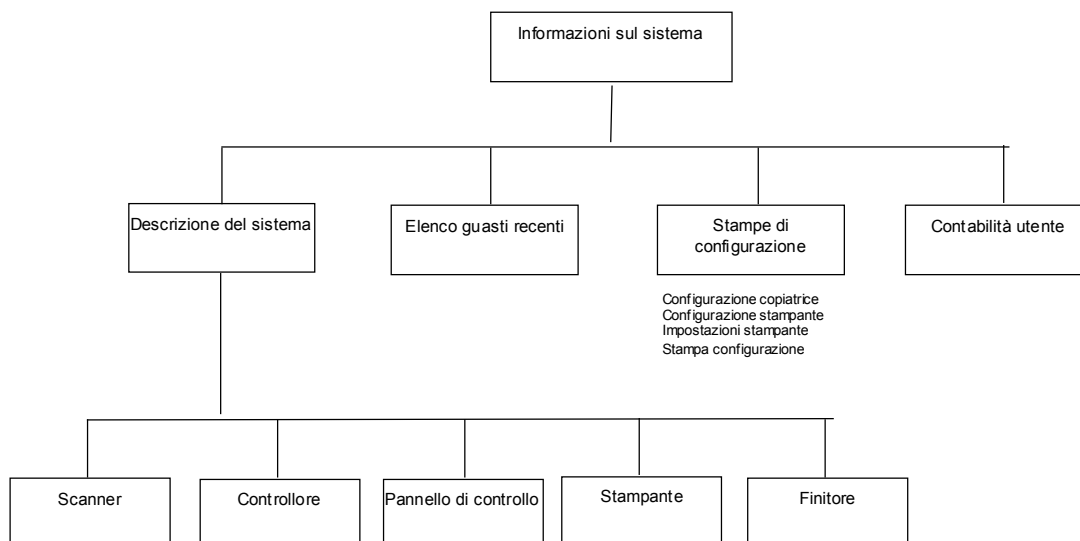 Informazioni sul sistema
Descrizione del sistema
Elenco guasti recenti
Stampe di
configurazione
Contabilità utente
Configurazione copiatrice
Configurazione stampante
Impostazioni stampante
Stampa configurazione
Scanner
Controllore
Pannello di controllo
Stampante
Finitore